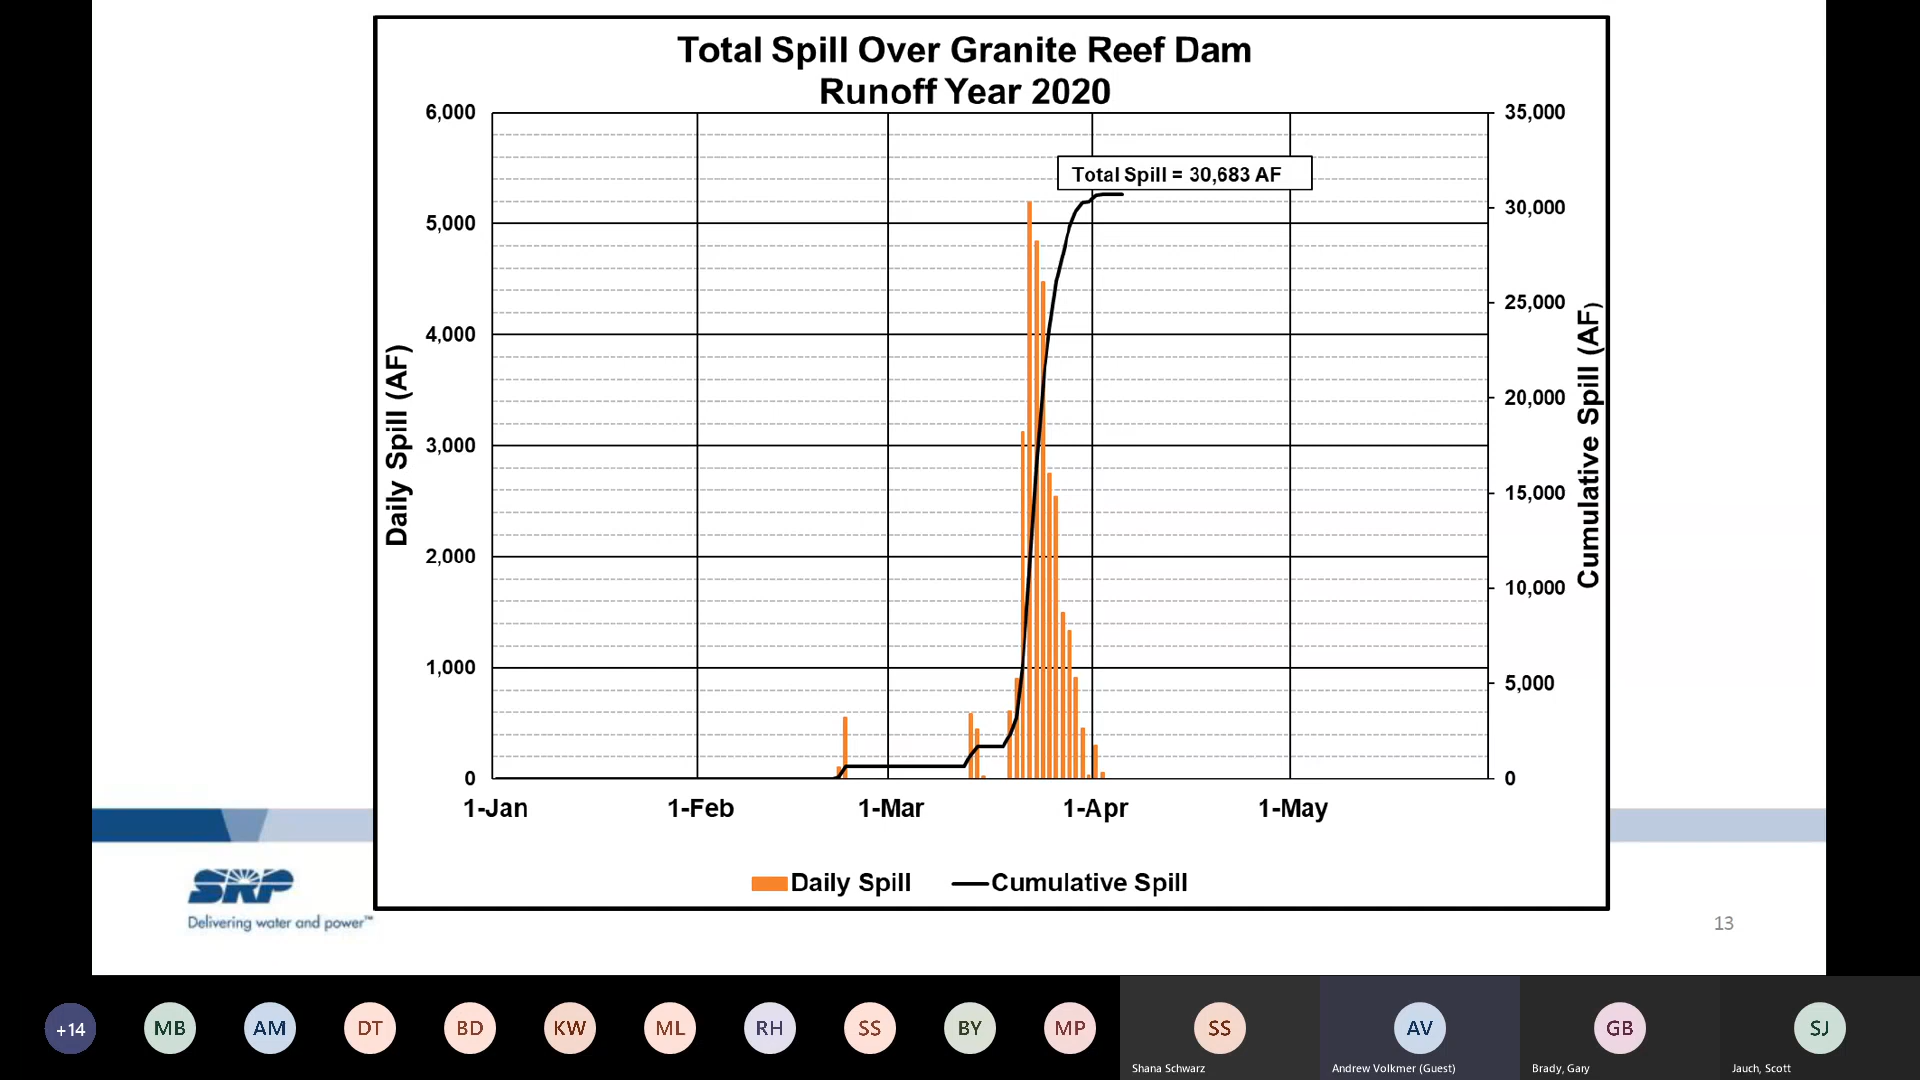 Total Spill Over Granite Reef Dam
Runoff Year 2020
6,000
5,000
4,000
3,000
2,000
1,000
0
Daily Spill (AF)
35,000
30,000
25,000
20,000
15,000
10,000
5,000
0
Cumulative Spill (AF)
Total Spill = 30,683 AF
1-Jan
1-Feb
1-Mar
1-Apr
1-May
Daily Spill
Cumulative Spill
SRP
Delivering water and power™
13
+14
MB
AM
DT
BD
KW
ML
RH
SS
BY
MP
SS
Shana Schwarz
AV
Andrew Volkmer (Guest)
GB
Brady, Gary
SJ
Jauch, Scott